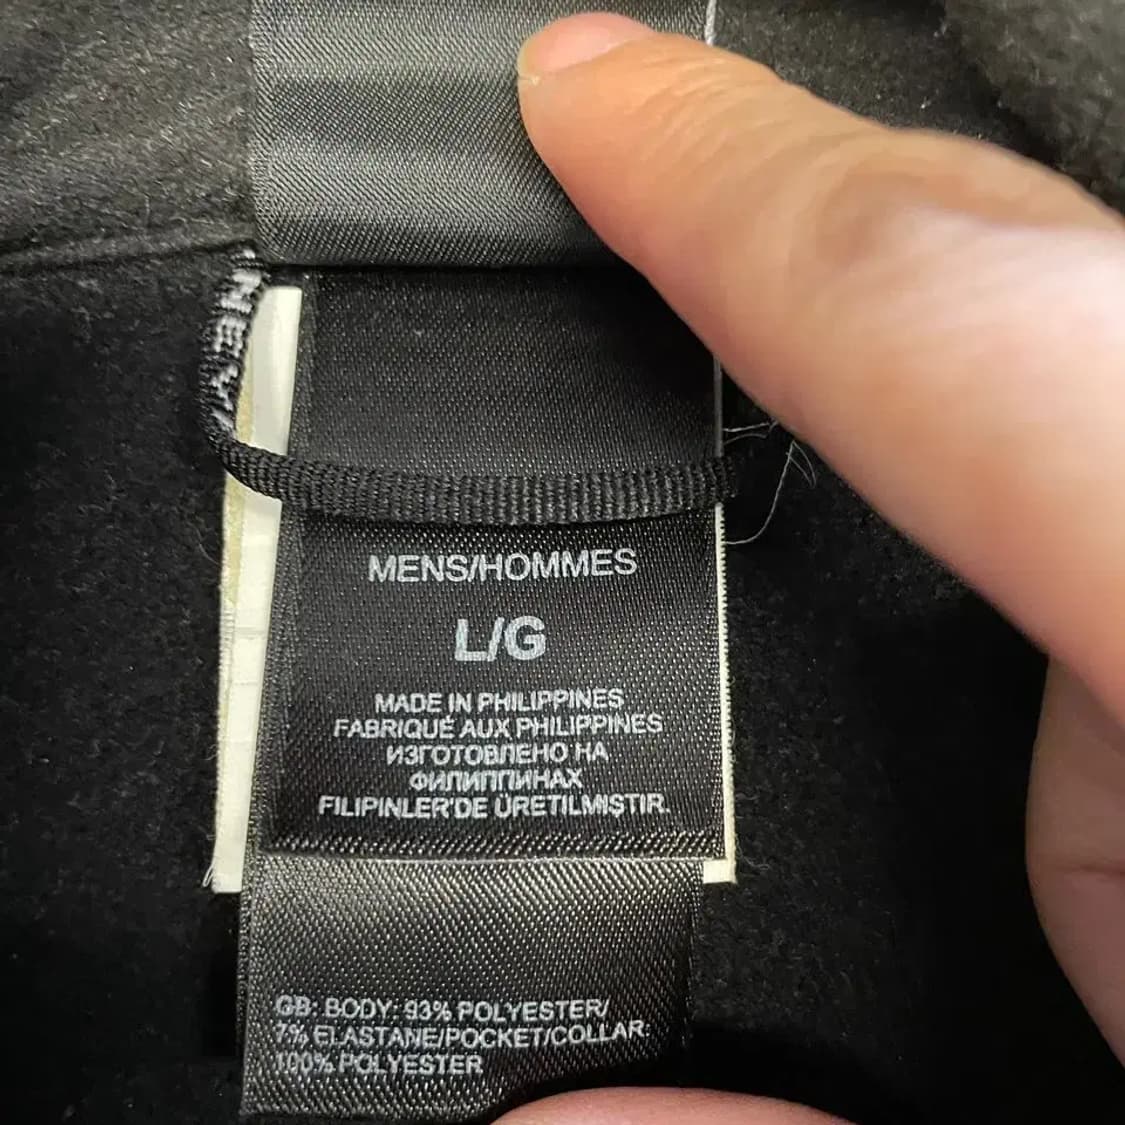 MENS/HOMMES
L/G
MADE IN PHILIPPINES
FABRIQUÉ AUX PHILIPPINES
ИЗГОТОВЛЕНО НА
ФИЛИППИНАХ
FILIPINLER'DE ÜRETILMIŞTIR.
GB: BODY: 93% POLYESTER/
7% ELASTANE/POCKET/COLLAR:
100% POLYESTER